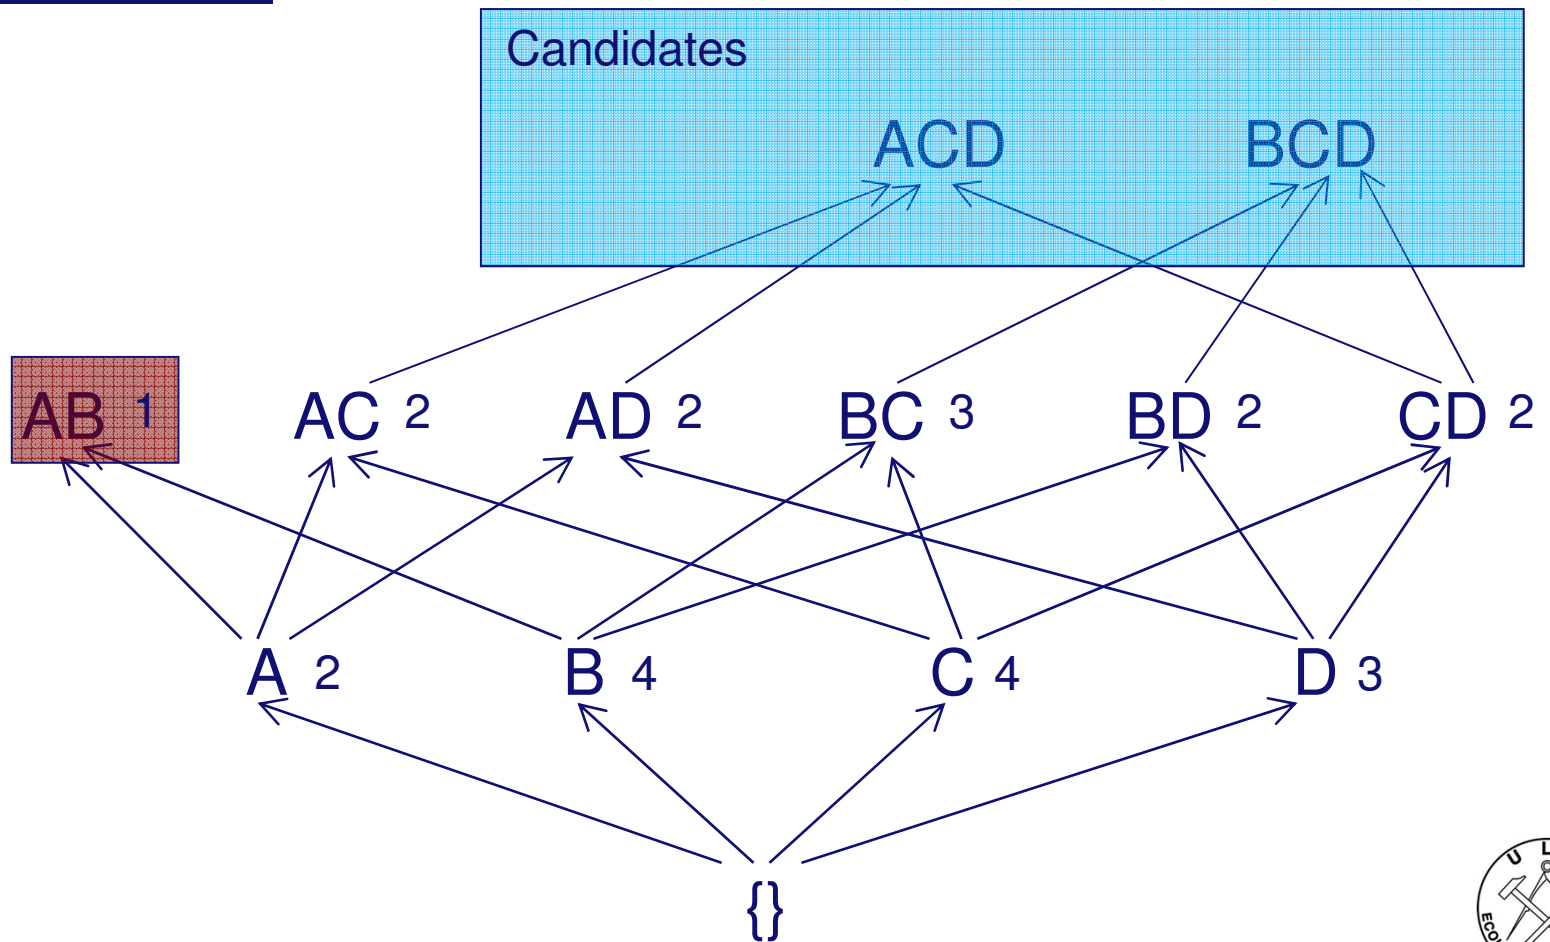 Candidates
ACD BCD
AB 1 AC 2 AD 2 BC 3 BD 2 CD 2
A 2 B 4 C 4 D 3
{}
U L